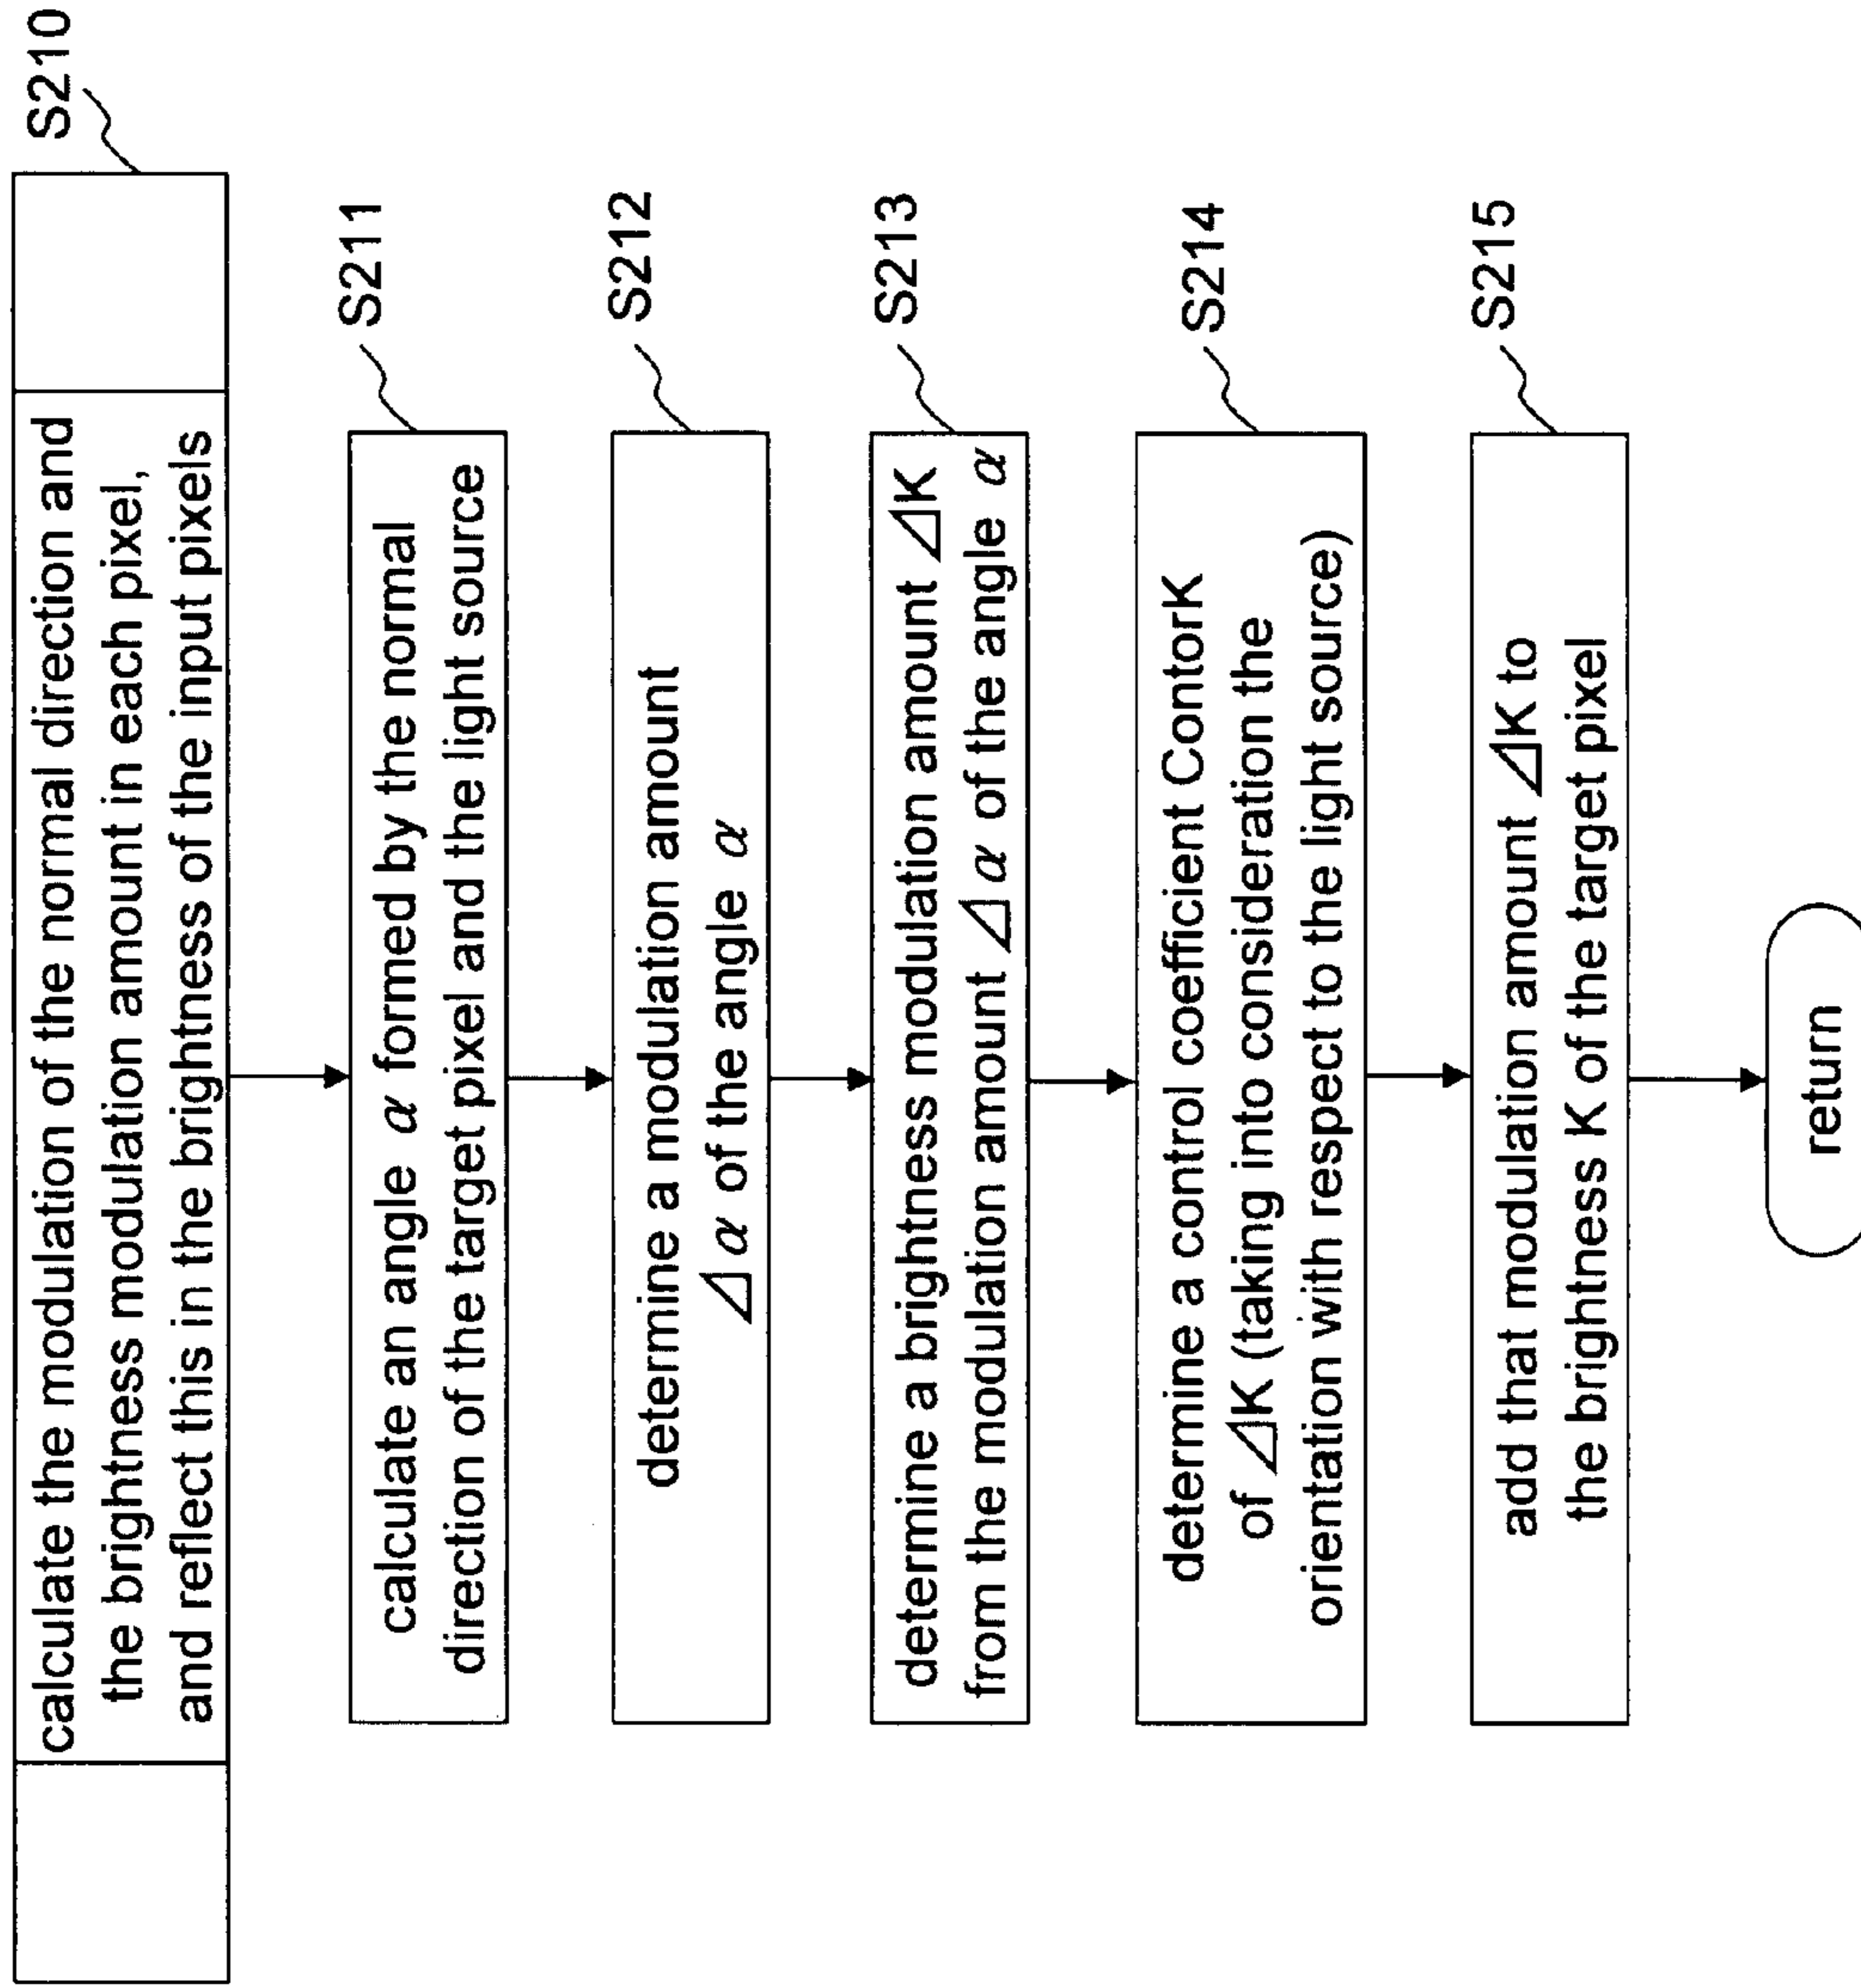 S210
calculate the modulation of the normal direction and
the brightness modulation amount in each pixel,
and reflect this in the brightness of the input pixels
S211
calculate an angle α formed by the normal
direction of the target pixel and the light source
S212
determine a modulation amount
Δα of the angle α
S213
determine a brightness modulation amount ΔK
from the modulation amount Δα of the angle α
S214
determine a control coefficient ContorK
of ΔK (taking into consideration the
orientation with respect to the light source)
S215
add that modulation amount ΔK to
the brightness K of the target pixel
return